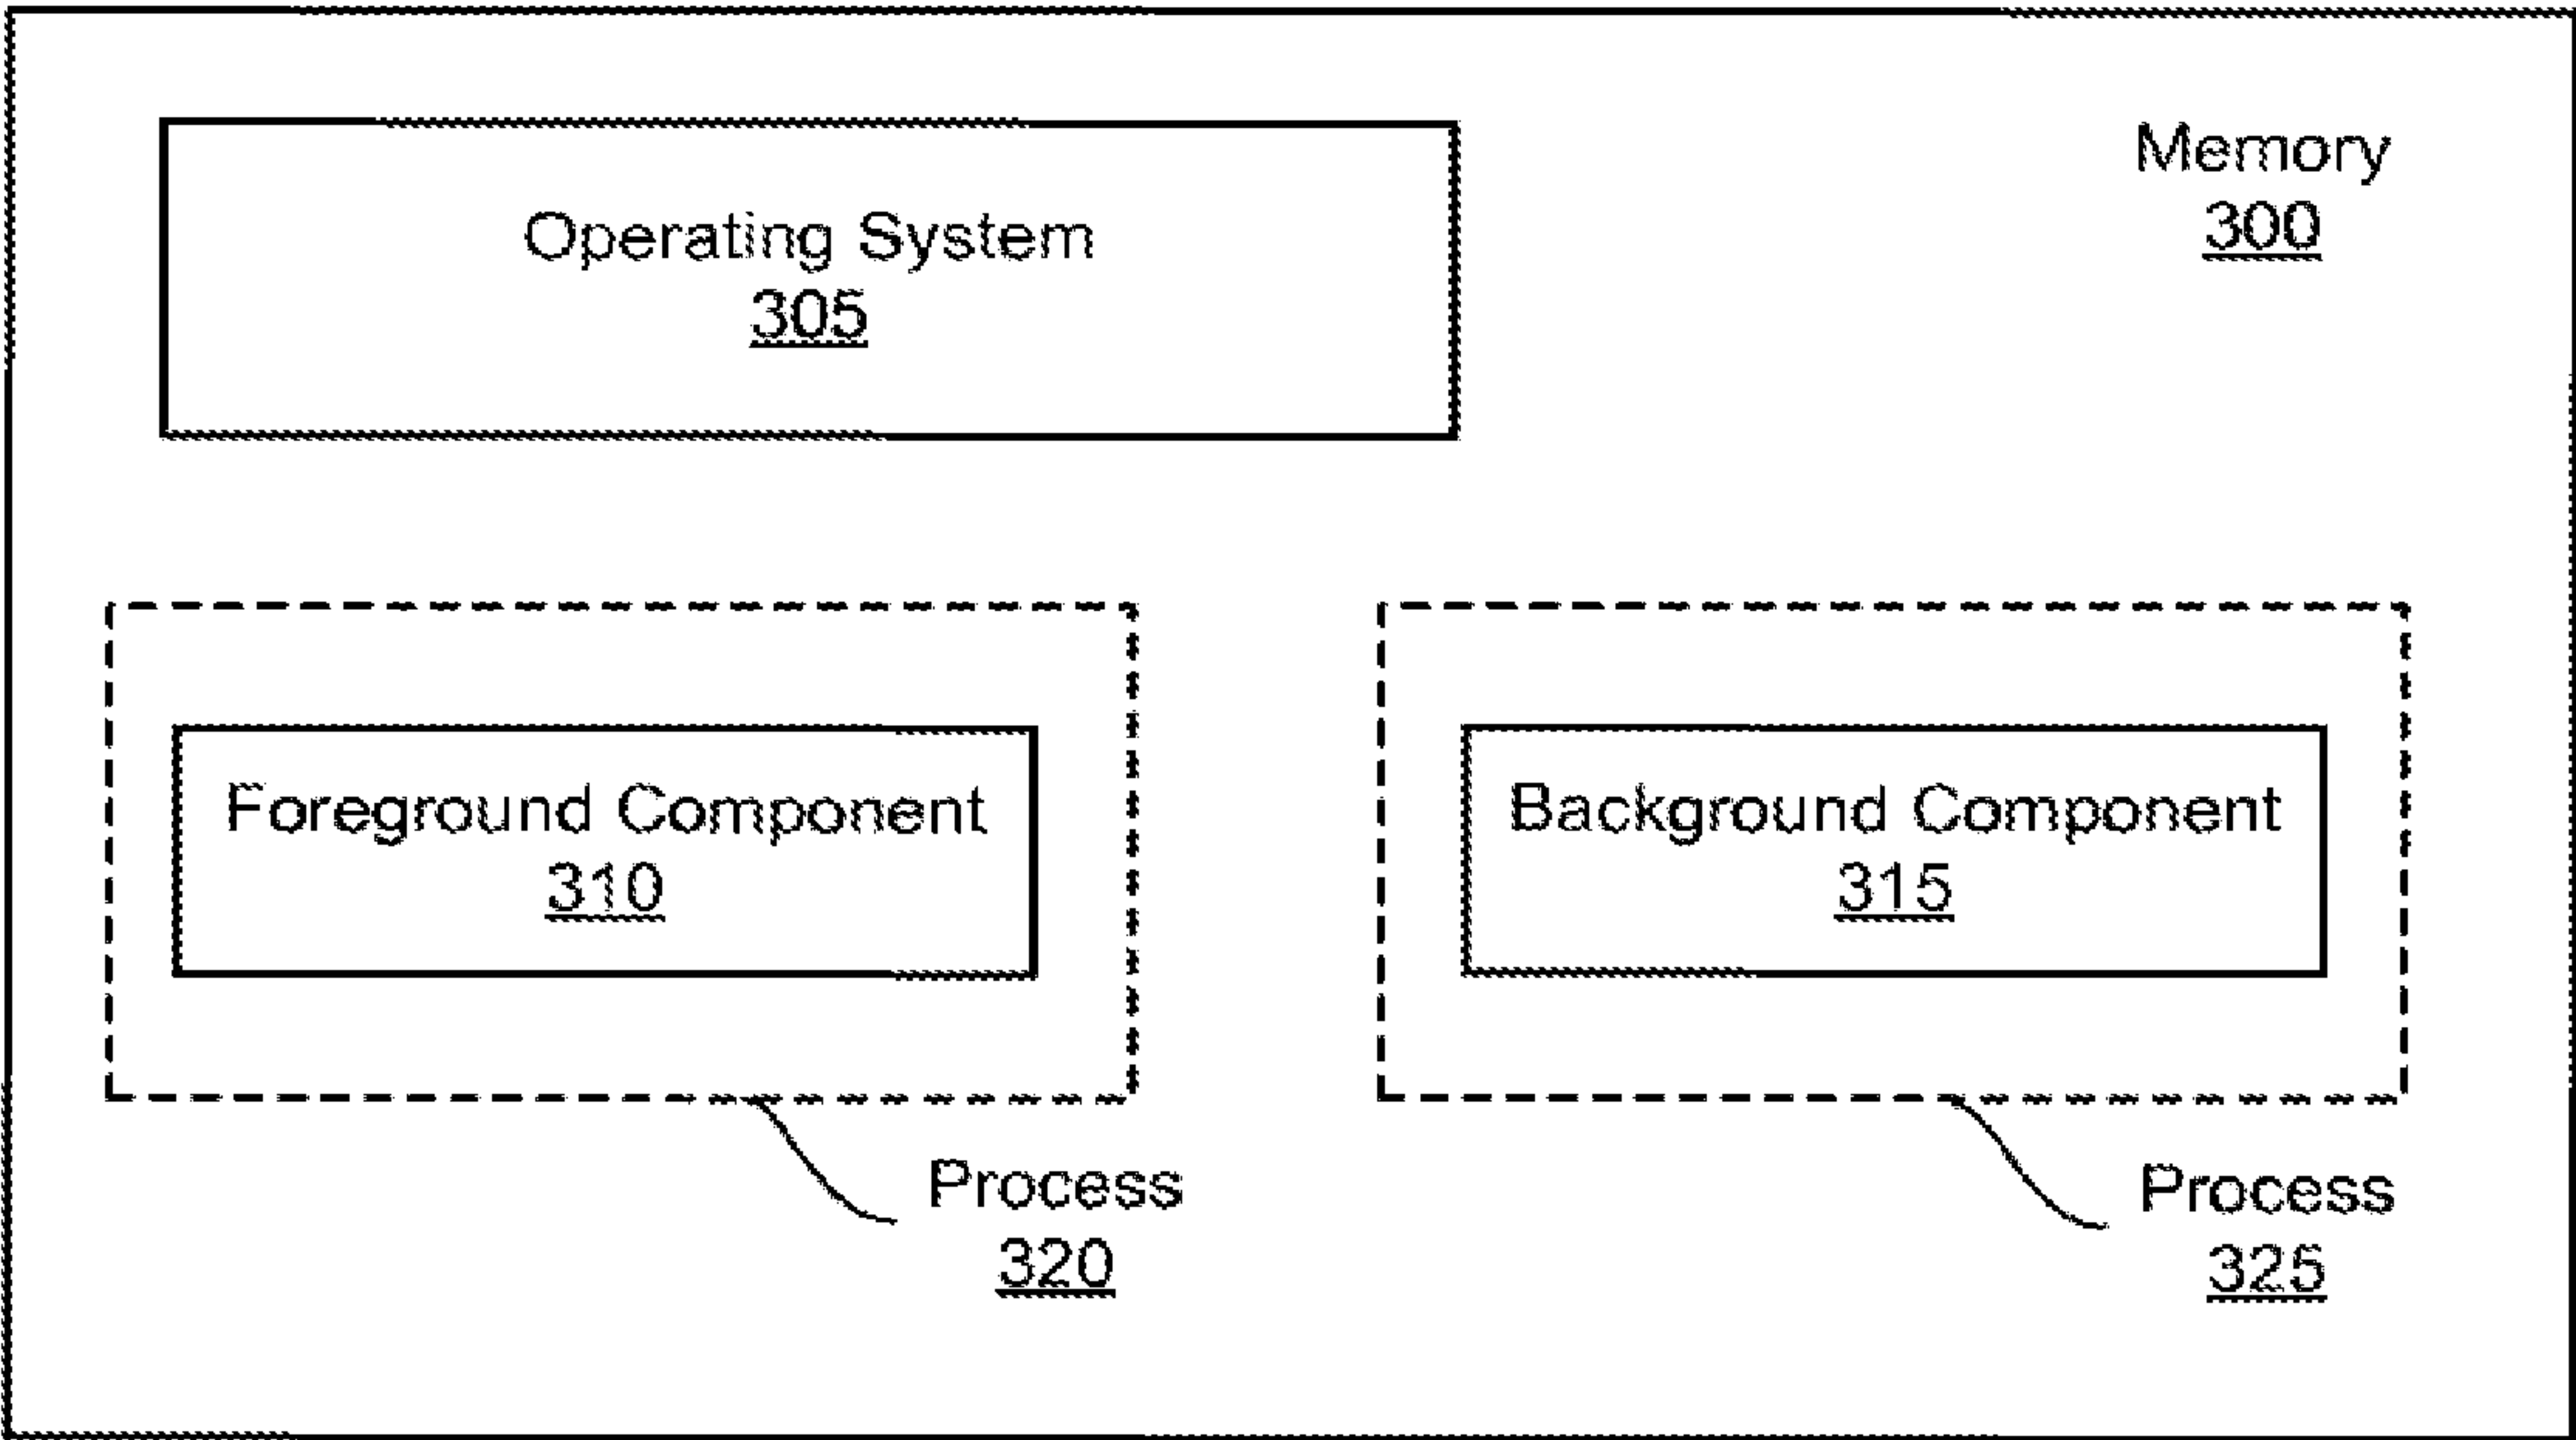 Memory
300
Operating System
305
Foreground Component
310
Background Component
315
Process
320
Process
325